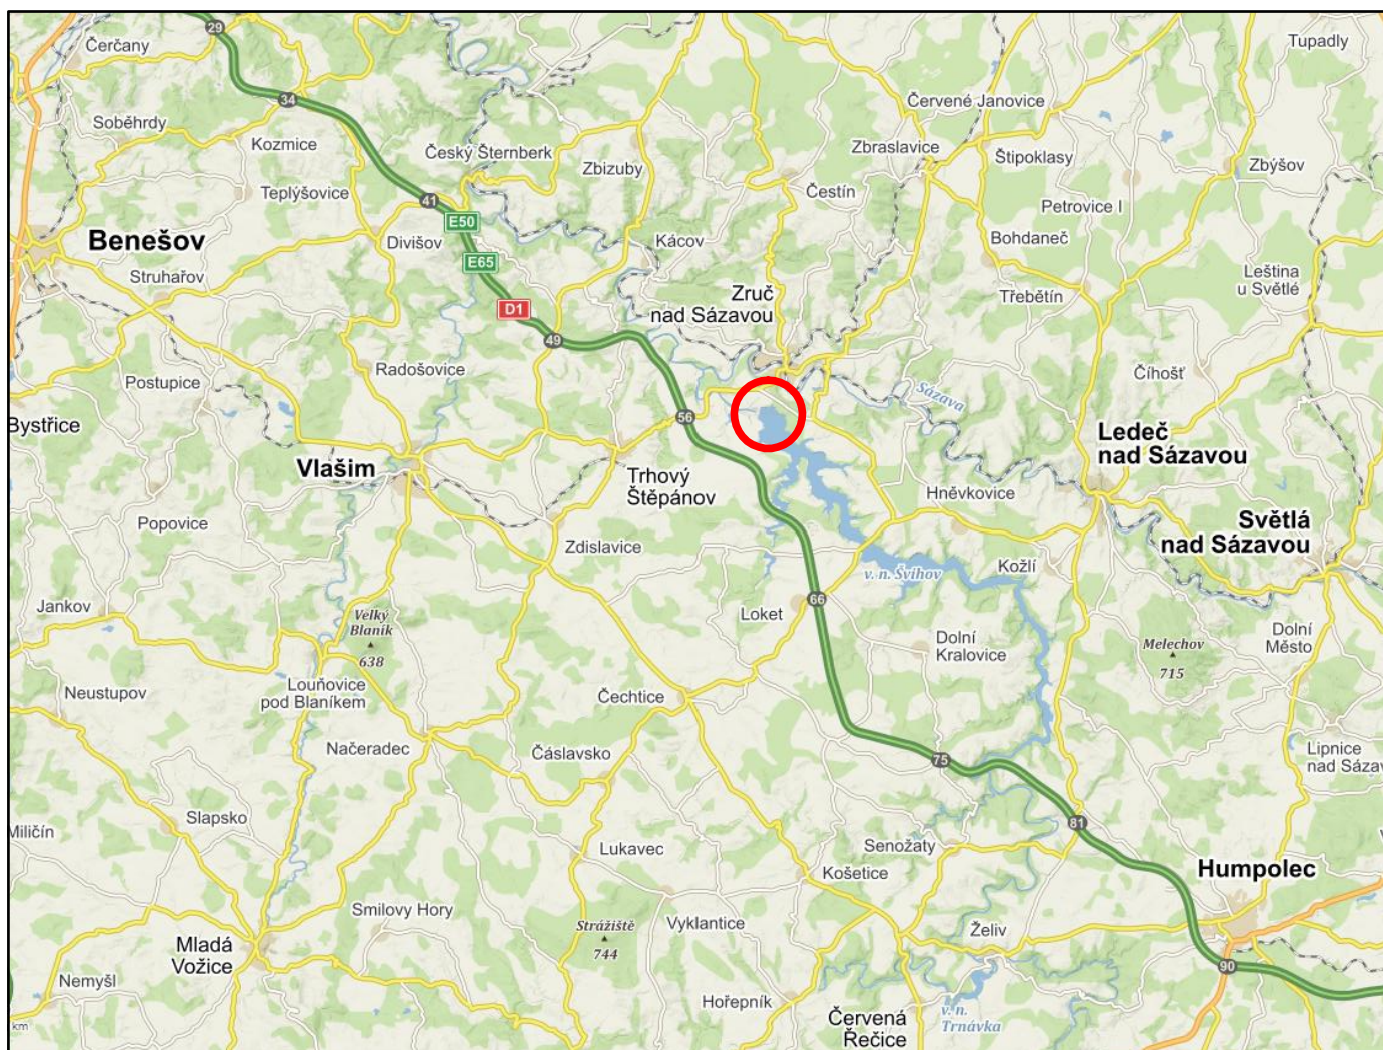 29
Čerčany
Tupadly
34
Červené Janovice
Soběhrdy
Kozmice
Český Šternberk
Zbraslavice
Štipoklasy
Zbizuby
Zbýšov
Teplýšovice
41
Čestín
Petrovice I
E50
Benešov
Divišov
Kácov
Bohdaneč
E65
Struhařov
Leština
u Světlé
Zruč
nad Sázavou
Třebětín
D1
49
Radošovice
Postupice
Číhošť
Sázava
56
Bystřice
Ledeč
nad Sázavou
Vlašim
Trhový
Štěpánov
Hněvkovice
Popovice
Světlá
nad Sázavou
Zdislavice
Kožlí
v. n. Švihov
Jankov
66
Velký
Blaník
638
Loket
Dolní
Kralovice
Dolní
Město
Melechov
715
Neustupov
Louňovice
pod Blaníkem
Čechtice
Načeradec
Čáslavsko
75
Lipnice
nad Sázav
Slapsko
Miličín
81
Lukavec
Senožaty
Košetice
Humpolec
Smilovy Hory
Vyklantice
Strážiště
744
Želiv
Mladá
Vožice
90
Nemyšl
Hořepník
Červená
Řečice
v. n.
Trnávka
km